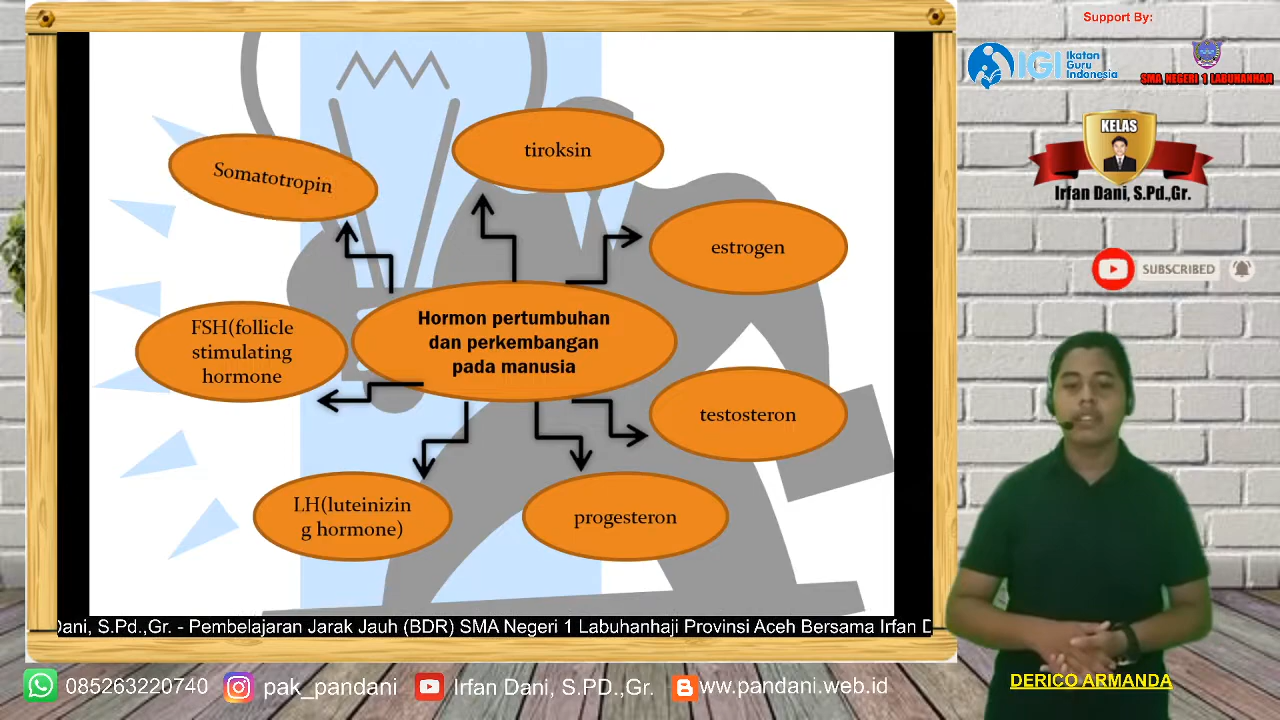 Support By:
IGI Ikatan
Guru
Indonesia
SMA NEGERI 1 LABUHANHAJI
KELAS
Irfan Dani, S.Pd.,Gr.
SUBSCRIBED
Somatotropin
tiroksin
estrogen
FSH(follicle
stimulating
hormone
Hormon pertumbuhan
dan perkembangan
pada manusia
testosteron
LH(luteinizin
g hormone)
progesteron
Dani, S.Pd.,Gr. - Pembelajaran Jarak Jauh (BDR) SMA Negeri 1 Labuhanhaji Provinsi Aceh Bersama Irfan D
085263220740 pak_pandani Irfan Dani, S.PD.,Gr. ww.pandani.web.id
DERICO ARMANDA